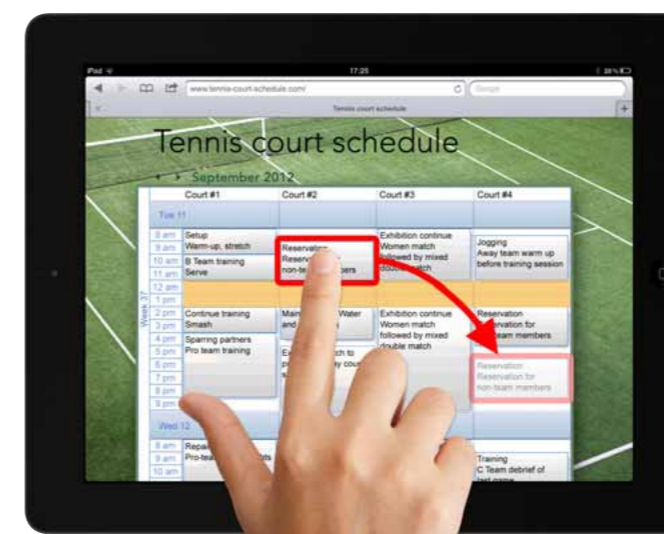 iPad
17:25
www.tennis-court-schedule.com/
Google
Tennis court schedule
Tennis court schedule
September 2012
Court #1
Court #2
Court #3
Court #4
Tue 11
8 am
9 am
10 am
11 am
12 am
1 pm
2 pm
3 pm
4 pm
5 pm
6 pm
7 pm
8 pm
9 pm
Week 37
Setup
Warm-up, stretch
B Team training
Serve
Continue training
Smash
Sparring partners
Pro team training
Reservation
Exhibition continue
Women match
followed by mixed
double match
Exhibition continue
Women match
followed by mixed
double match
Jogging
Away team warm up
before training session
Reservation
team members
Reservation
Reservation for
non-team members
Water
Wed 12
8 am
9 am
10 am
Training
C Team debrief of
last game